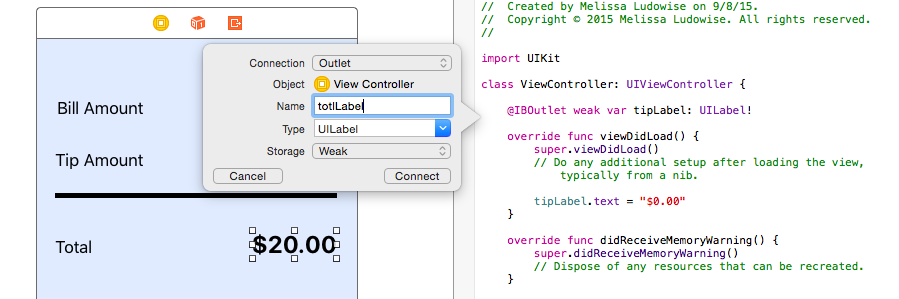 Bill Amount
Tip Amount
Total
$20.00
Connection Outlet
Object View Controller
Name totlLabel
Type UILabel
Storage Weak
Cancel Connect
//  Created by Melissa Ludowise on 9/8/15.
//  Copyright © 2015 Melissa Ludowise. All rights reserved.
//
import UIKit
class ViewController: UIViewController {
@IBOutlet weak var tipLabel: UILabel!
override func viewDidLoad() {
super.viewDidLoad()
// Do any additional setup after loading the view,
typically from a nib.
tipLabel.text = "$0.00"
}
override func didReceiveMemoryWarning() {
super.didReceiveMemoryWarning()
// Dispose of any resources that can be recreated.
}